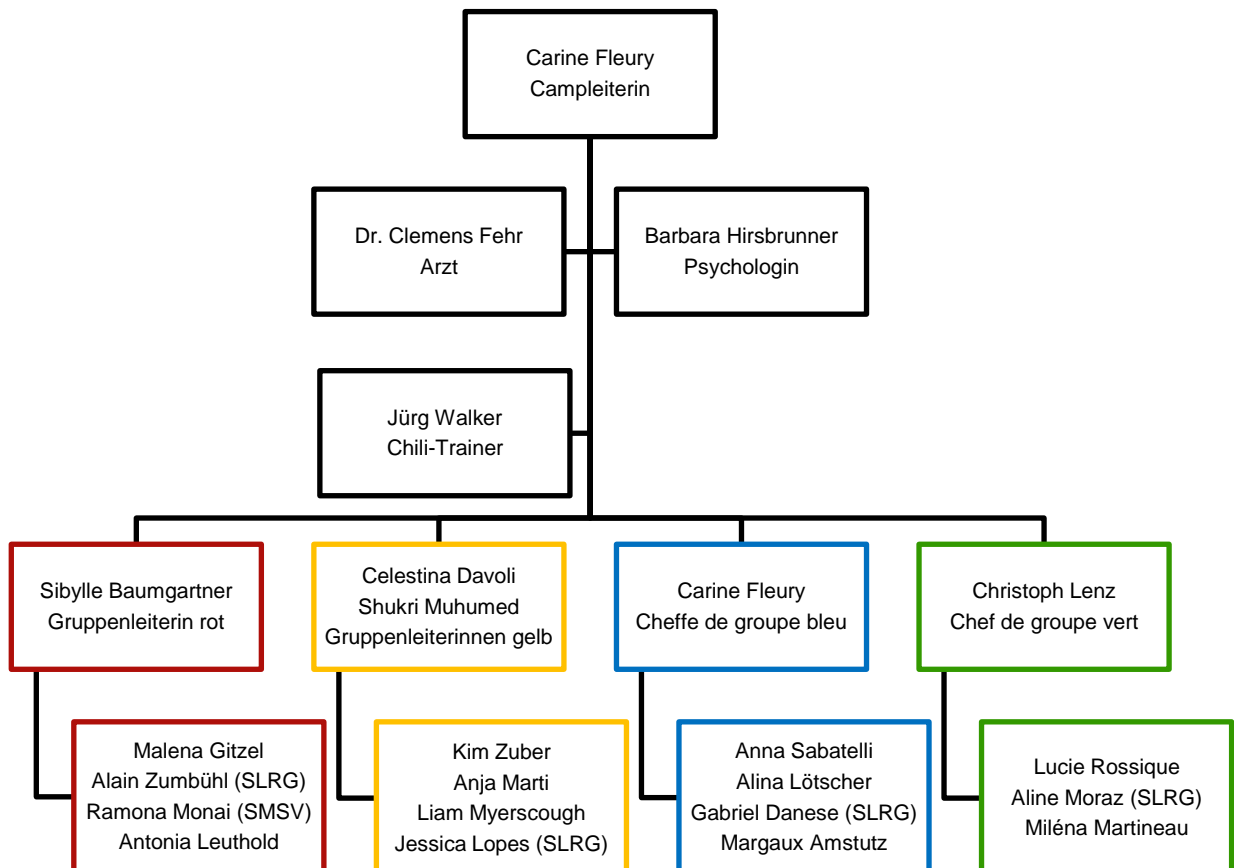 Carine Fleury
Campleiterin
Dr. Clemens Fehr
Arzt
Barbara Hirsbrunner
Psychologin
Jürg Walker
Chili-Trainer
Sibylle Baumgartner
Gruppenleiterin rot
Celestina Davoli
Shukri Muhumed
Gruppenleiterinnen gelb
Carine Fleury
Cheffe de groupe bleu
Christoph Lenz
Chef de groupe vert
Malena Gitzel
Alain Zumbühl (SLRG)
Ramona Monai (SMSV)
Antonia Leuthold
Kim Zuber
Anja Marti
Liam Myerscough
Jessica Lopes (SLRG)
Anna Sabatelli
Alina Lötscher
Gabriel Danese (SLRG)
Margaux Amstutz
Lucie Rossique
Aline Moraz (SLRG)
Miléna Martineau